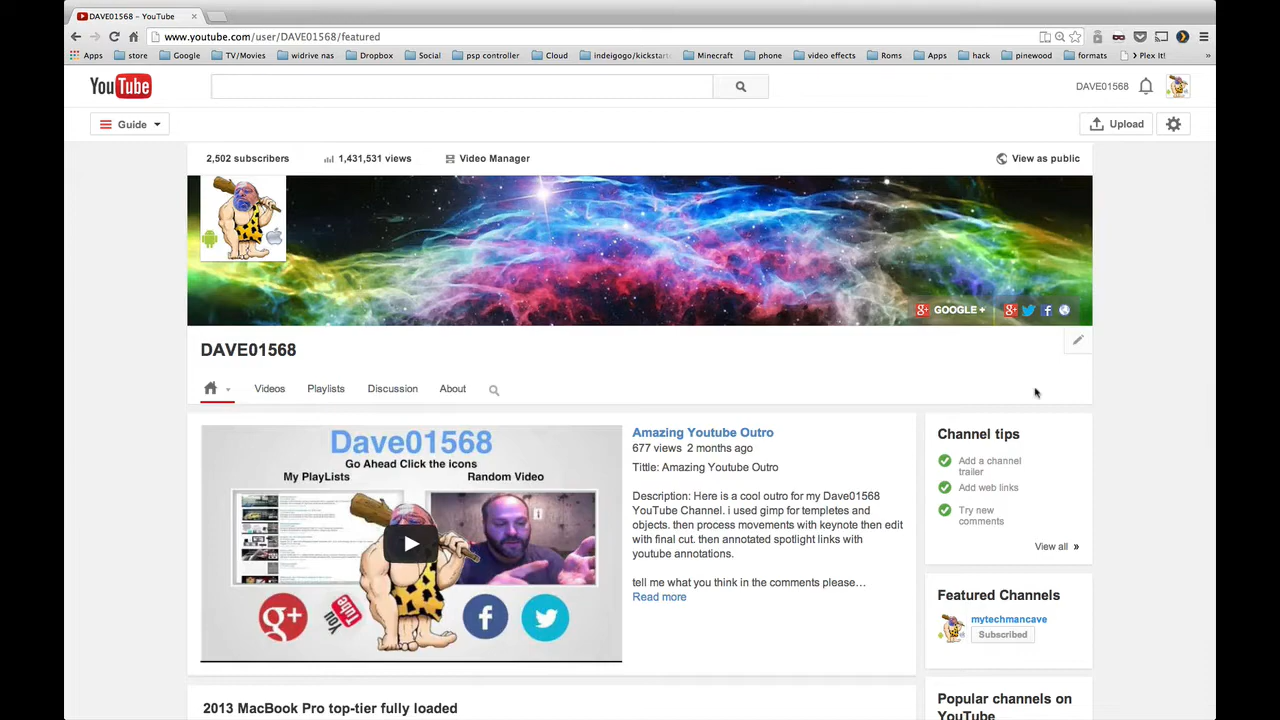 DAVE01568 - YouTube
www.youtube.com/user/DAVE01568/featured
Apps store Google TV/Movies widrive nas Dropbox Social psp controller Cloud indeigogo/kickstart Minecraft phone video effects Roms Apps hack pinewood formats Plex It! »
YouTube
DAVE01568
Guide
Upload
2,502 subscribers 1,431,531 views Video Manager View as public
g+ GOOGLE + g+ f
DAVE01568
Videos Playlists Discussion About
Dave01568
Go Ahead Click the icons
My PlayLists Random Video
g+ You Tube f
Amazing Youtube Outro
677 views 2 months ago
Tittle: Amazing Youtube Outro
Description: Here is a cool outro for my Dave01568
YouTube Channel. i used gimp for templetes and
objects. then process movements with keynote then edit
with final cut. then annotated spotlight links with
youtube annotations.
tell me what you think in the comments please…
Read more
Channel tips
Add a channel
trailer
Add web links
Try new
comments
View all »
Featured Channels
mytechmancave
Subscribed
Popular channels on
YouTube
2013 MacBook Pro top-tier fully loaded